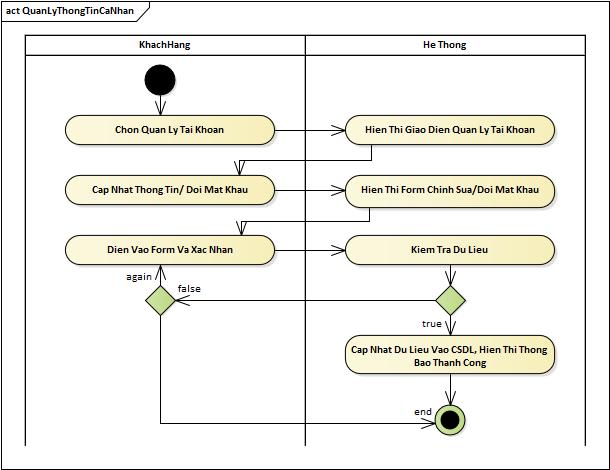 act QuanLyThongTinCaNhan
KhachHang
He Thong
Chon Quan Ly Tai Khoan
Hien Thi Giao Dien Quan Ly Tai Khoan
Cap Nhat Thong Tin/ Doi Mat Khau
Hien Thi Form Chinh Sua/Doi Mat Khau
Dien Vao Form Va Xac Nhan
Kiem Tra Du Lieu
again
false
true
Cap Nhat Du Lieu Vao CSDL, Hien Thi Thong
Bao Thanh Cong
end